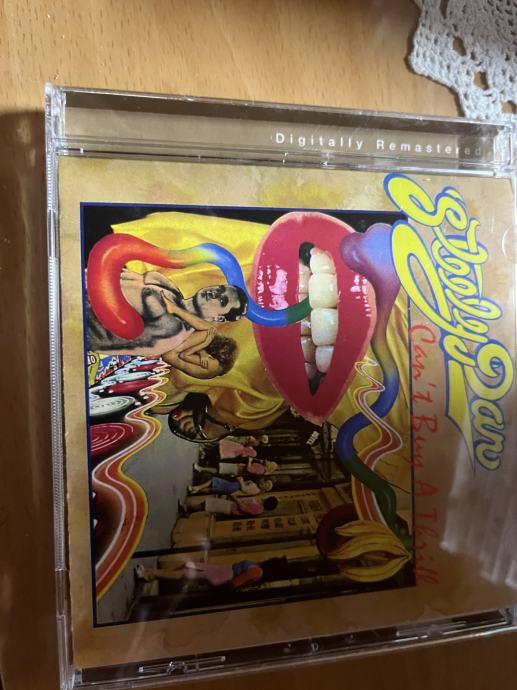 Digitally Remastered
Steely Dan
Can't Buy A Thrill